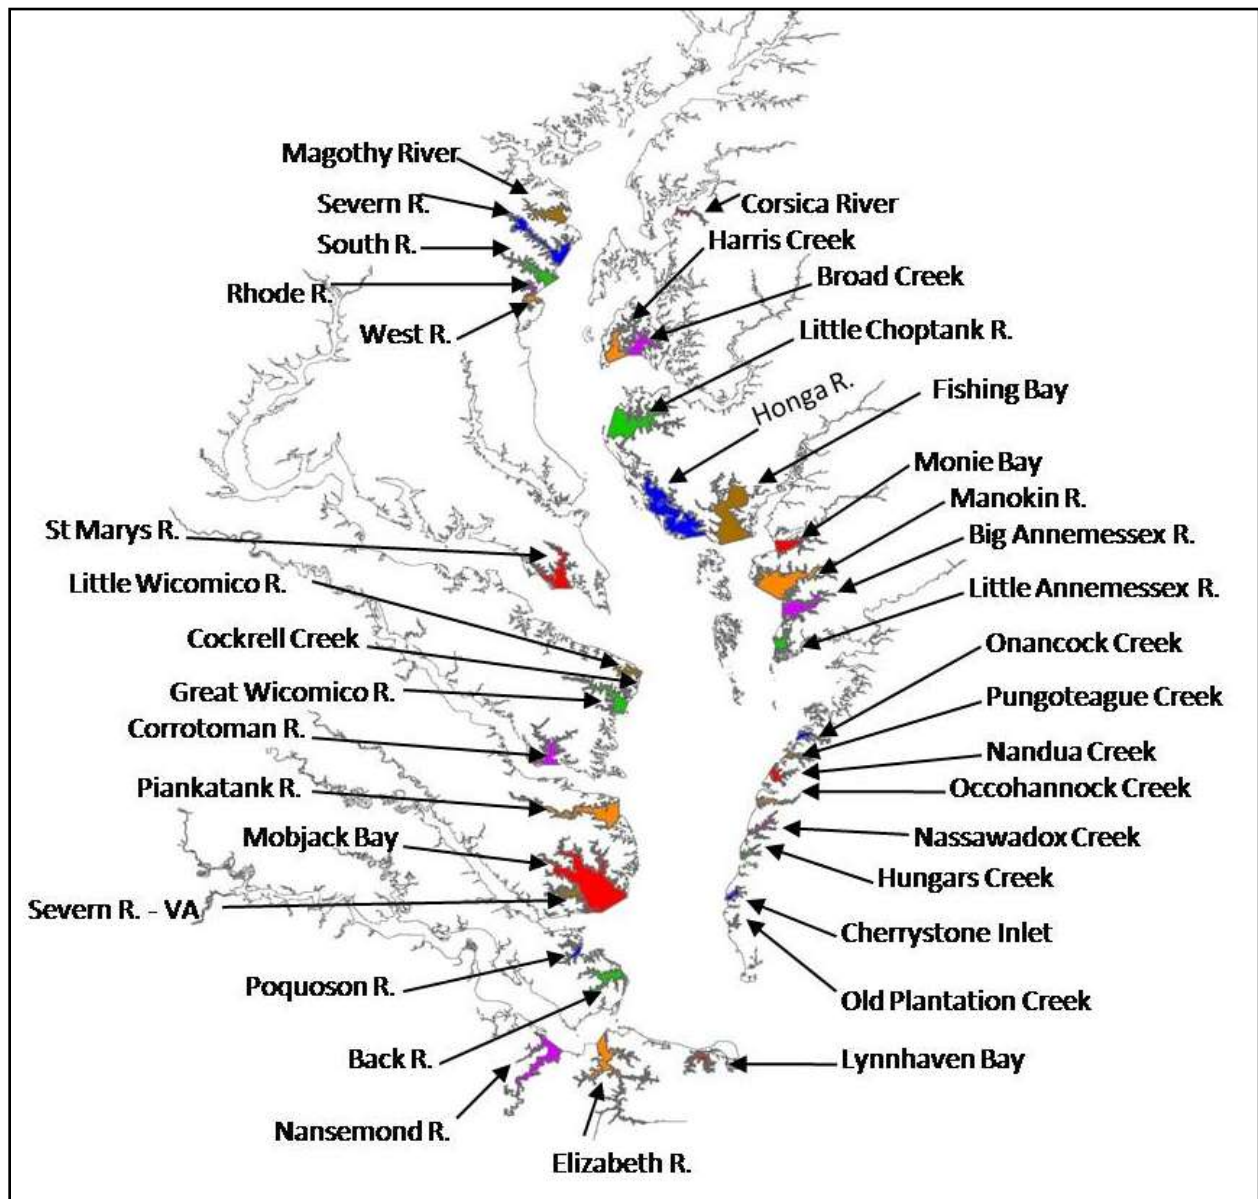 Magothy River
Severn R.
South R.
Rhode R.
West R.
Corsica River
Harris Creek
Broad Creek
Little Choptank R.
Honga R.
Fishing Bay
Monie Bay
Manokin R.
Big Annemessex R.
Little Annemessex R.
Onancock Creek
Pungoteague Creek
Nandua Creek
Occohannock Creek
Nassawadox Creek
Hungars Creek
Cherrystone Inlet
Old Plantation Creek
Lynnhaven Bay
St Marys R.
Little Wicomico R.
Cockrell Creek
Great Wicomico R.
Corrotoman R.
Piankatank R.
Mobjack Bay
Severn R. - VA
Poquoson R.
Back R.
Nansemond R.
Elizabeth R.